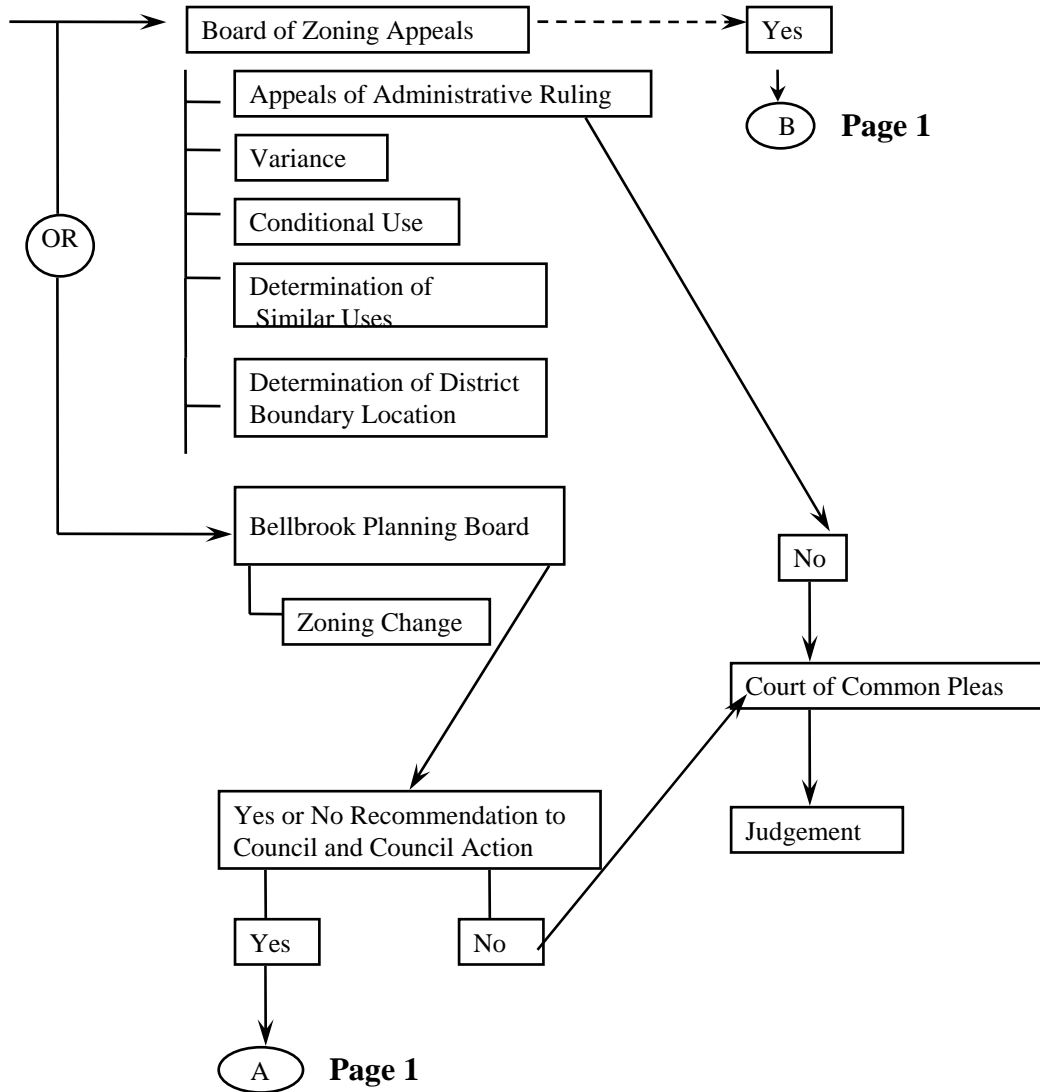 Board of Zoning Appeals
Yes
Appeals of Administrative Ruling
B
Page 1
Variance
Conditional Use
OR
Determination of
Similar Uses
Determination of District
Boundary Location
Bellbrook Planning Board
No
Zoning Change
Court of Common Pleas
Yes or No Recommendation to
Council and Council Action
Judgement
Yes
No
A
Page 1